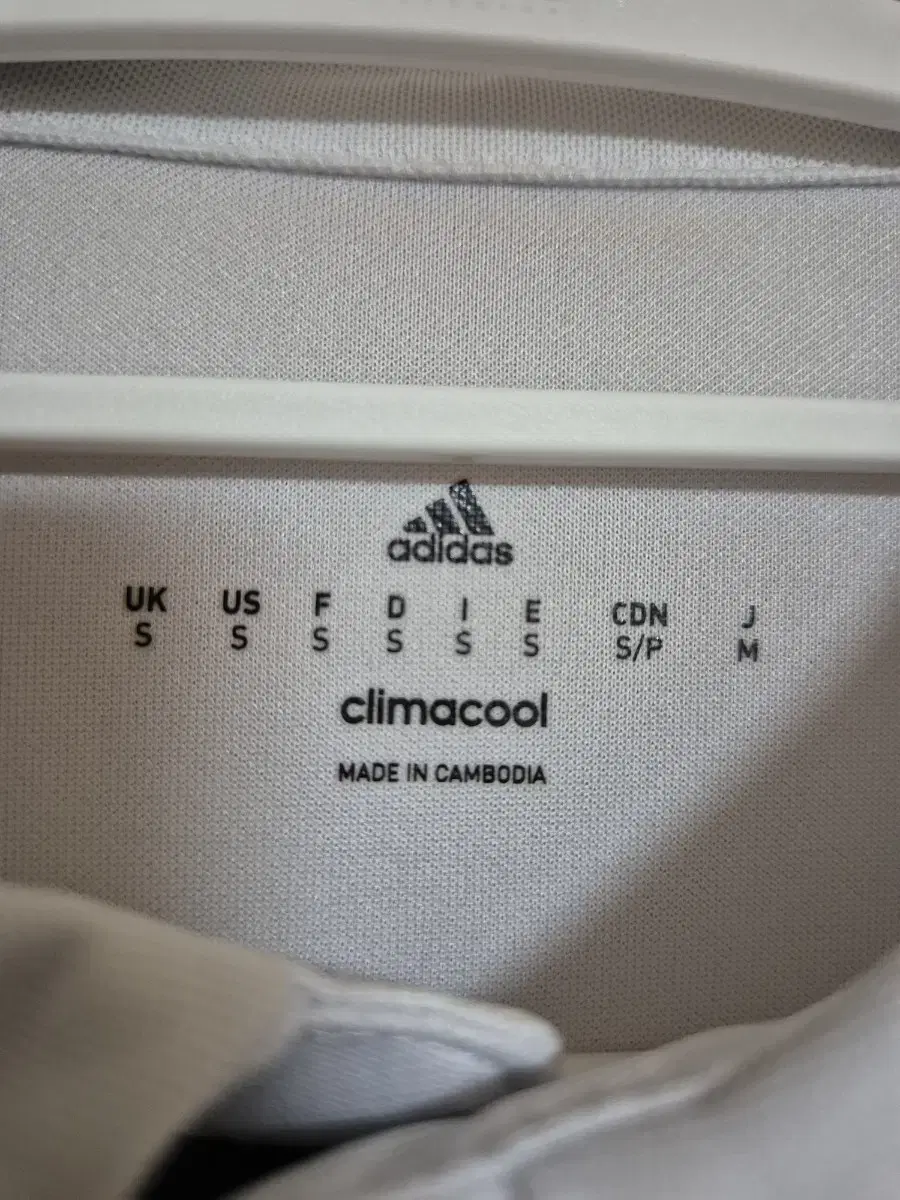 adidas
UK US F D I E CDN J
S S S S S S S/P M
climacool
MADE IN CAMBODIA